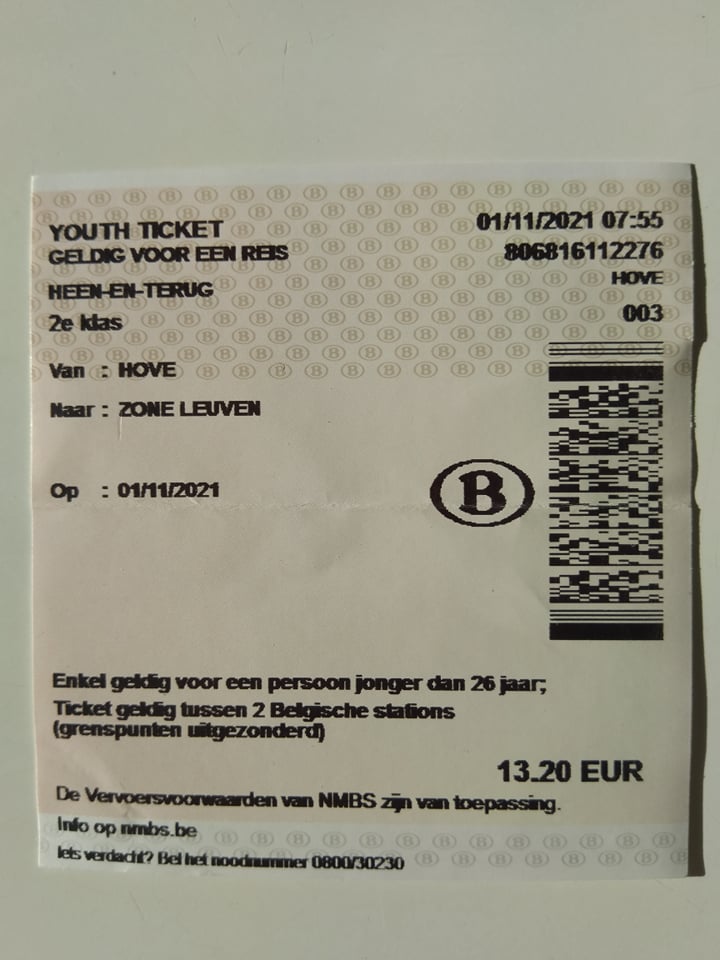 YOUTH TICKET 01/11/2021 07:55
GELDIG VOOR EEN REIS 806816112276
HEEN-EN-TERUG HOVE
2e klas 003
Van : HOVE
Naar : ZONE LEUVEN
Op : 01/11/2021
B
Enkel geldig voor een persoon jonger dan 26 jaar;
Ticket geldig tussen 2 Belgische stations
(grenspunten uitgezonderd)
13.20 EUR
De Vervoersvoorwaarden van NMBS zijn van toepassing.
Info op nmbs.be
Iets verdacht? Bel het noodnummer 0800/30230